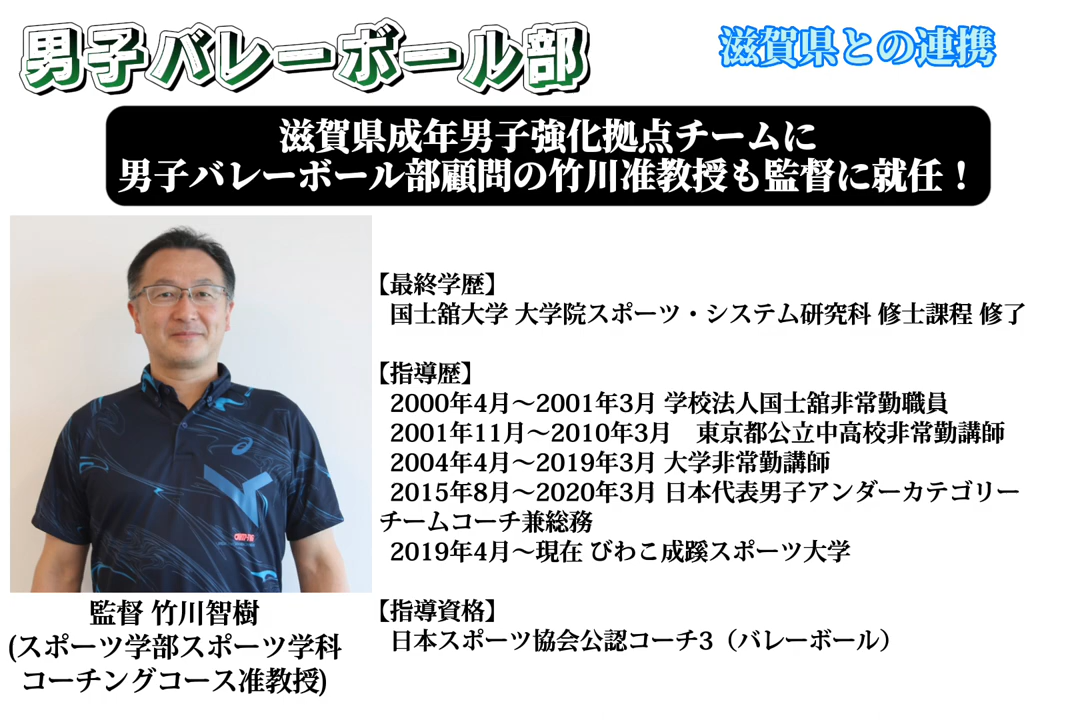 男子バレーボール部
滋賀県との連携
滋賀県成年男子強化拠点チームに
男子バレーボール部顧問の竹川准教授も監督に就任!
【最終学歴】
国士舘大学 大学院スポーツ・システム研究科 修士課程 修了
【指導歴】
2000年4月～2001年3月 学校法人国士舘非常勤職員
2001年11月～2010年3月　東京都公立中高校非常勤講師
2004年4月～2019年3月 大学非常勤講師
2015年8月～2020年3月 日本代表男子アンダーカテゴリー
チームコーチ兼総務
2019年4月～現在 びわこ成蹊スポーツ大学
【指導資格】
日本スポーツ協会公認コーチ3（バレーボール）
監督 竹川智樹
(スポーツ学部スポーツ学科
コーチングコース准教授)